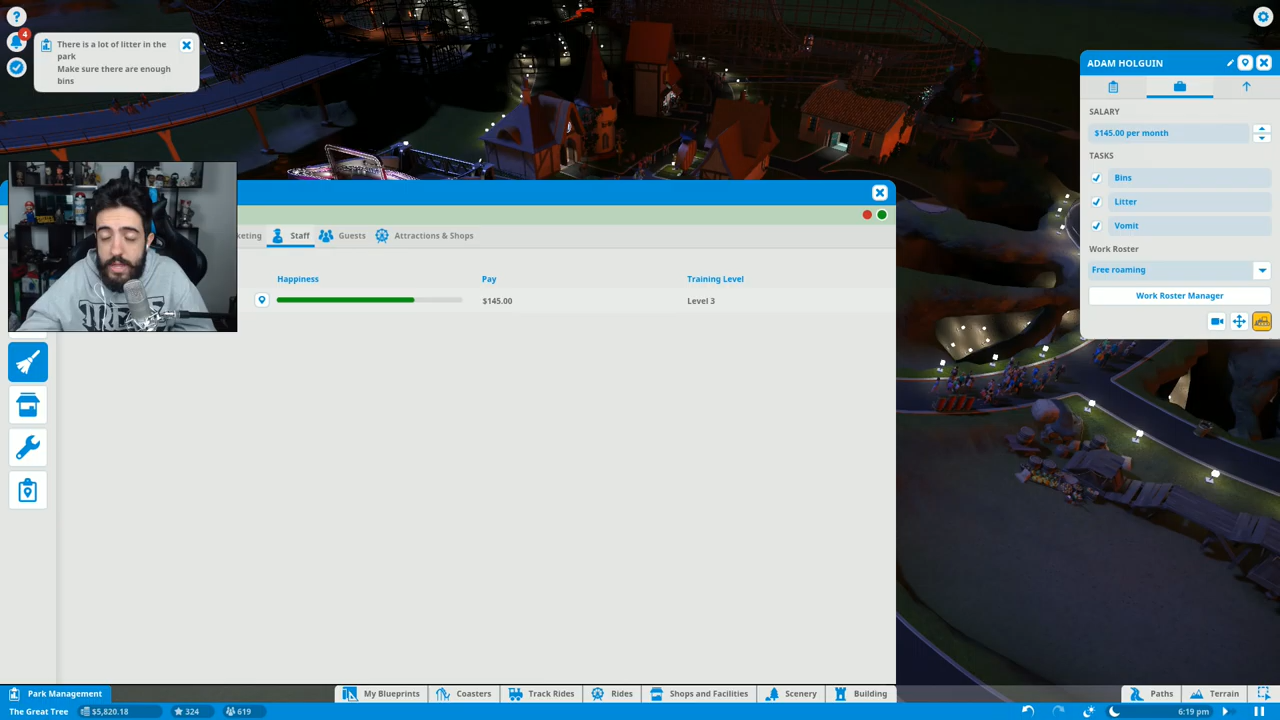 ?
4
There is a lot of litter in the
park
Make sure there are enough
bins
ADAM HOLGUIN
SALARY
$145.00 per month
TASKS
Bins
Litter
Vomit
Work Roster
Free roaming
Work Roster Manager
keting
Staff
Guests
Attractions & Shops
Happiness
Pay
Training Level
$145.00
Level 3
Park Management
My Blueprints
Coasters
Track Rides
Rides
Shops and Facilities
Scenery
Building
Paths
Terrain
The Great Tree
$5,820.18
324
619
6:19 pm